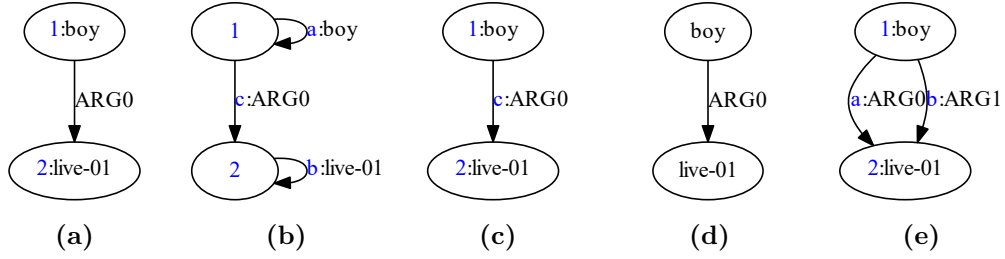 1:boy
ARG0
2:live-01
(a)
1
a:boy
c:ARG0
2
b:live-01
(b)
1:boy
c:ARG0
2:live-01
(c)
boy
ARG0
live-01
(d)
1:boy
a:ARG0
b:ARG1
2:live-01
(e)